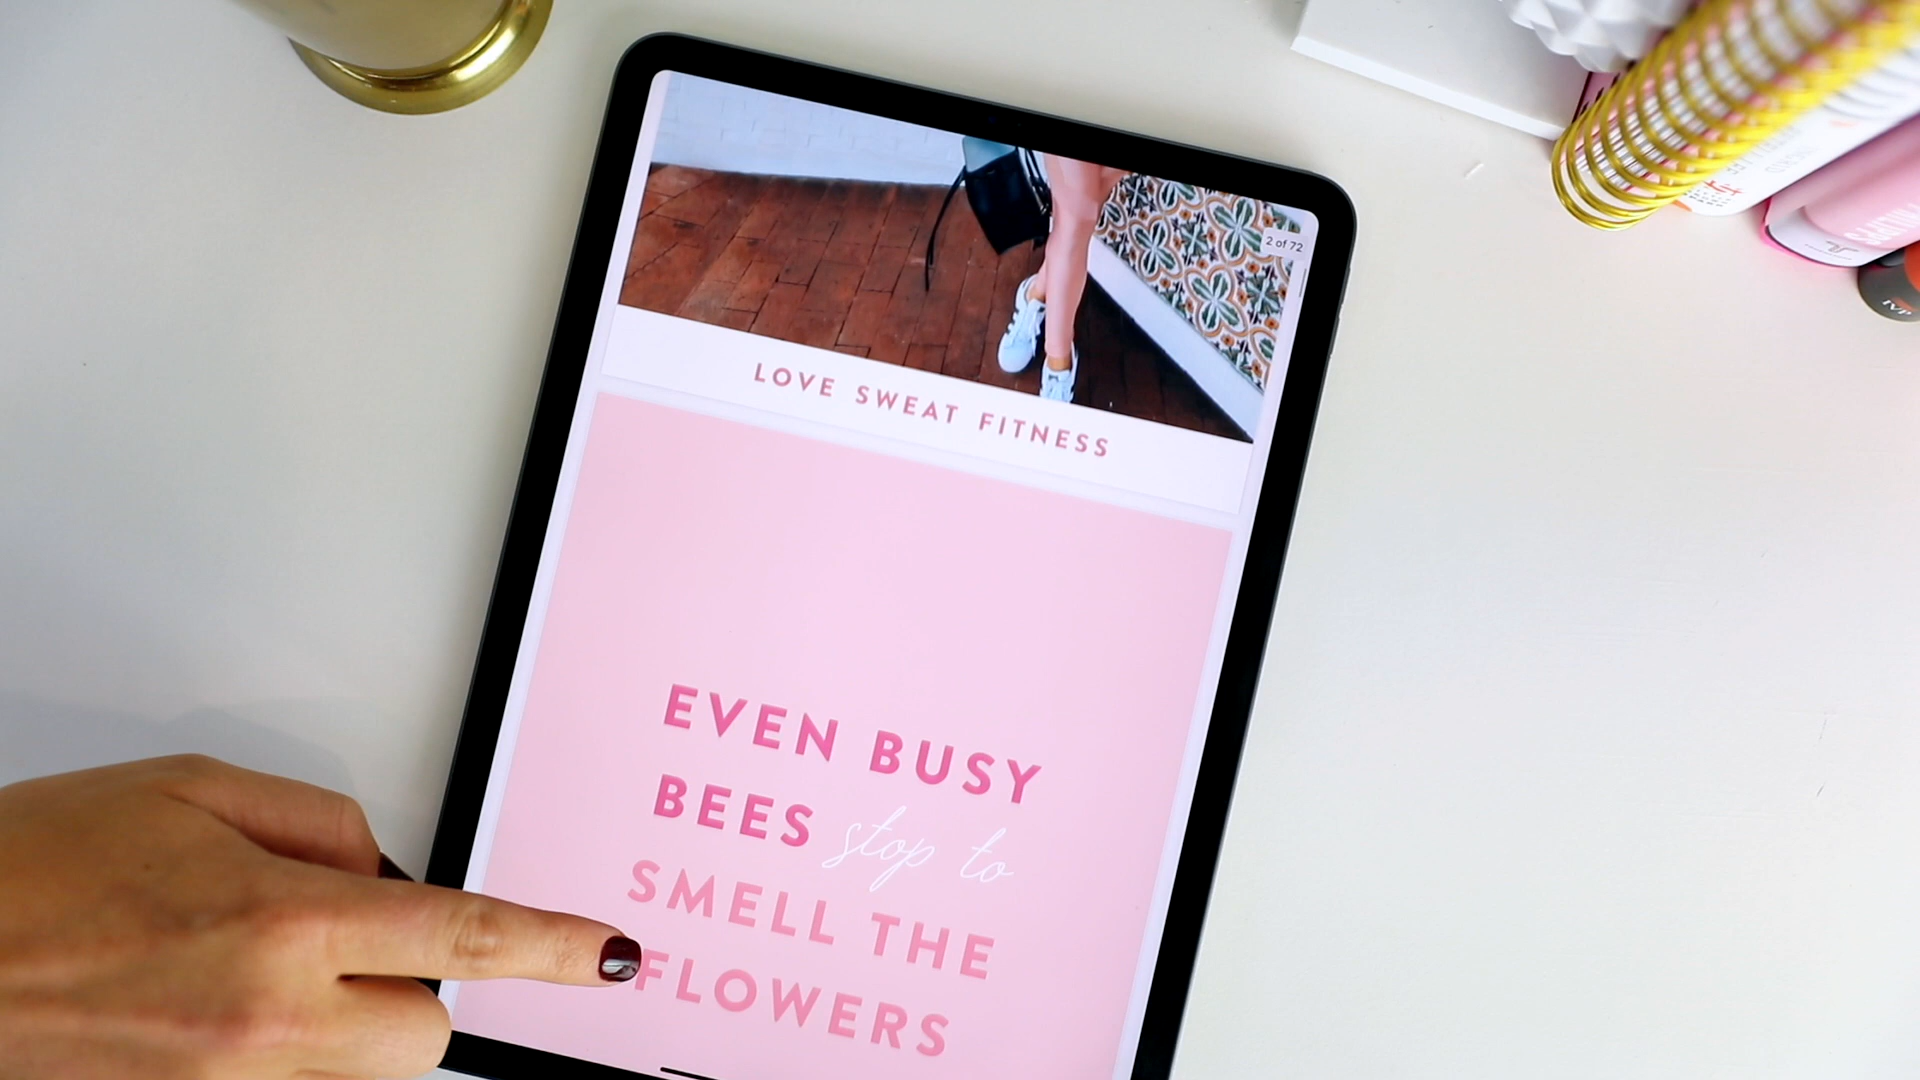 2 of 72
LOVE SWEAT FITNESS
EVEN BUSY
BEES stop to
SMELL THE
FLOWERS